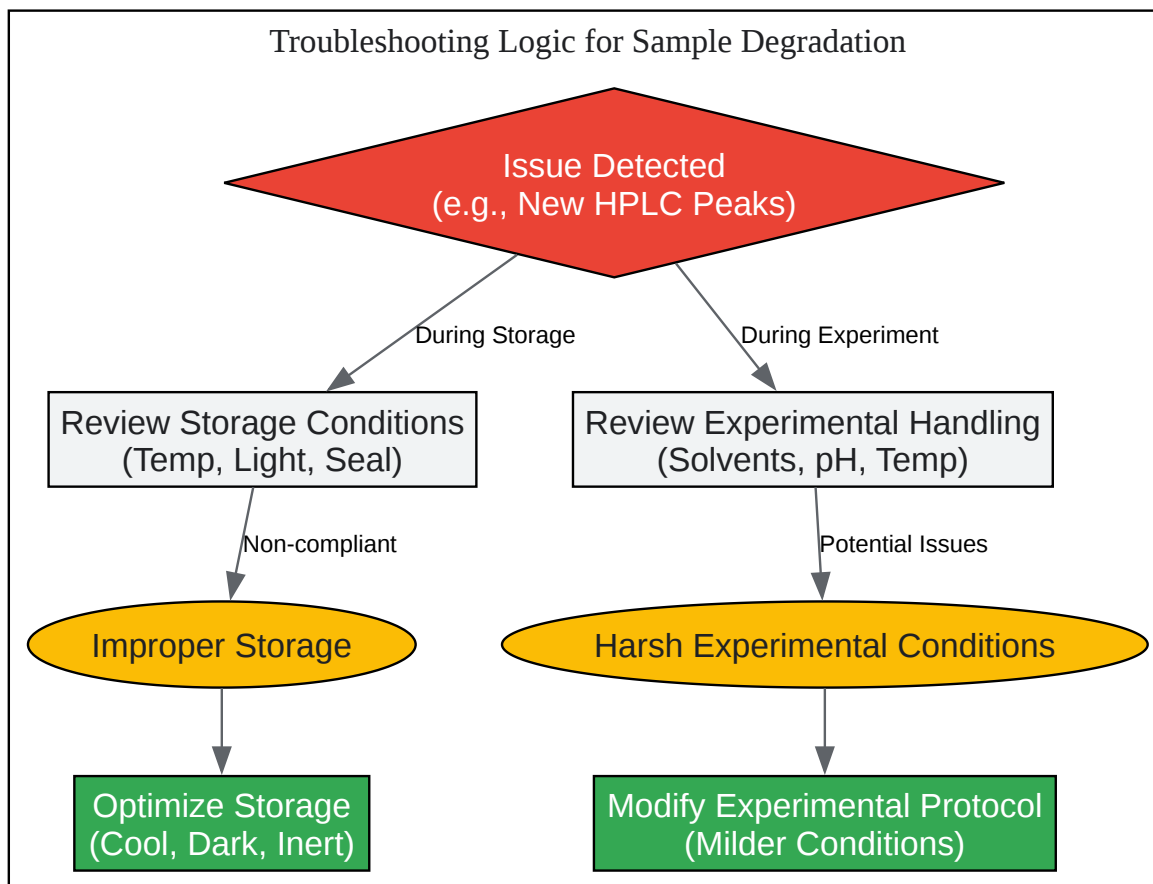 Troubleshooting Logic for Sample Degradation
Issue Detected
(e.g., New HPLC Peaks)
During Storage
During Experiment
Review Storage Conditions
(Temp, Light, Seal)
Review Experimental Handling
(Solvents, pH, Temp)
Non-compliant
Potential Issues
Improper Storage
Harsh Experimental Conditions
Optimize Storage
(Cool, Dark, Inert)
Modify Experimental Protocol
(Milder Conditions)